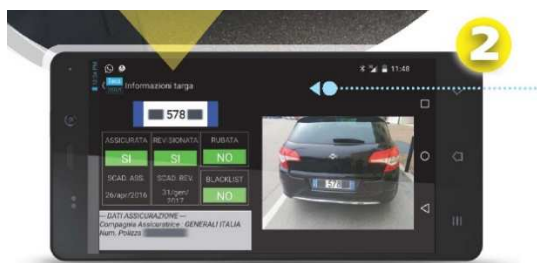 2
11:48
Informazioni targa
578
ASSICURATA REVISIONATA RUBATA
SI SI NO
SCAD. ASS. SCAD. REV. BLACKLIST
26/apr/2016 31/gen/2017 NO
--- DATI ASSICURAZIONE ---
Compagnia Assicuratrice: GENERALI ITALIA
Num. Polizza
578